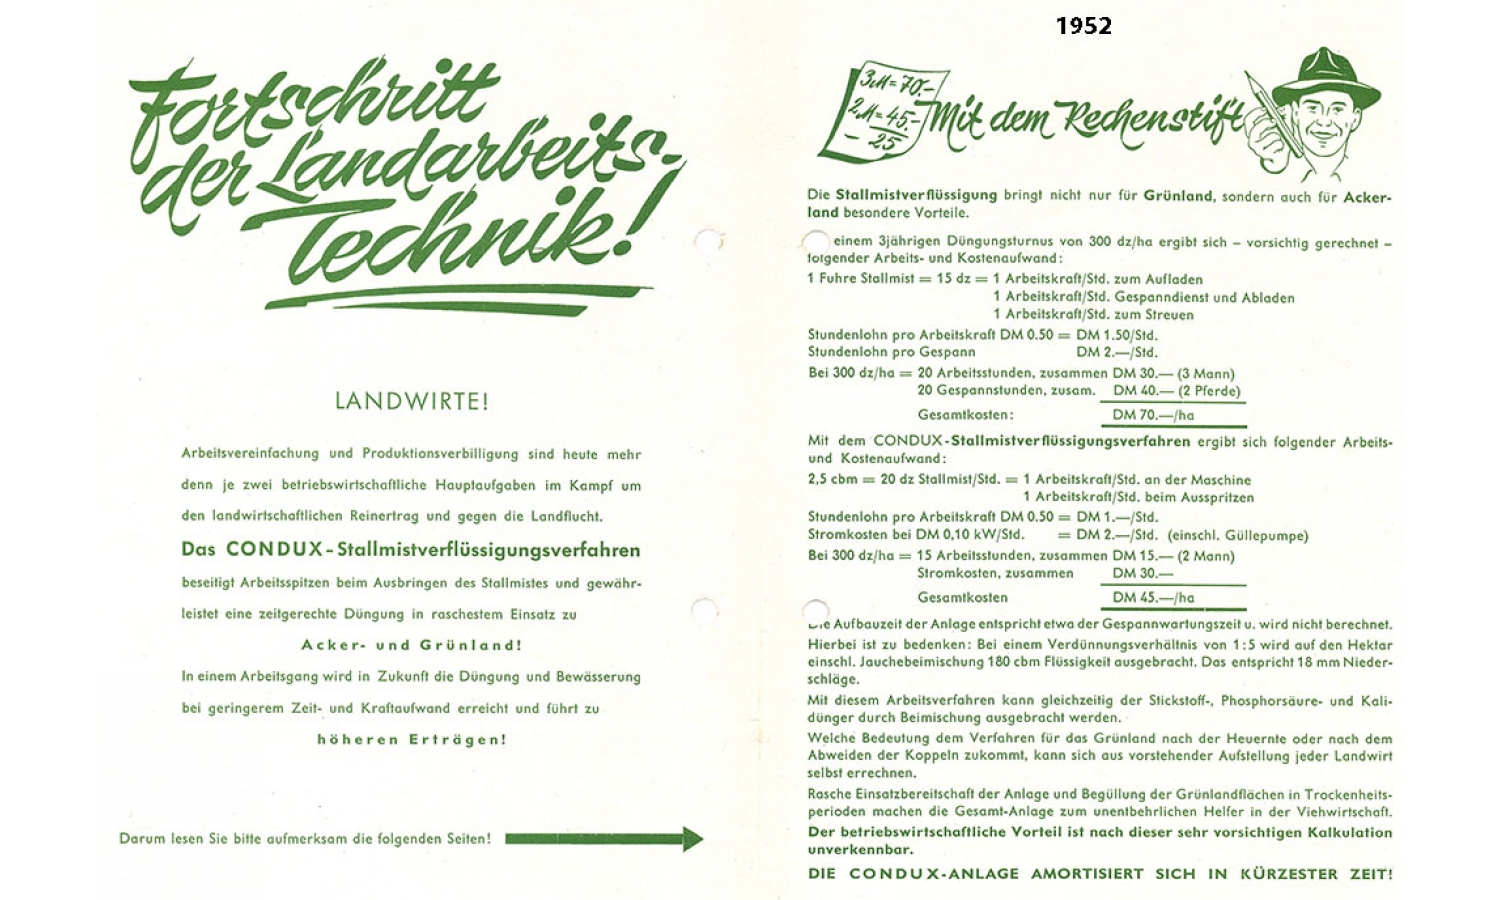 Fortschritt
der Landarbeits-
Technik!
LANDWIRTE!
Arbeitsvereinfachung und Produktionsverbilligung sind heute mehr
denn je zwei betriebswirtschaftliche Hauptaufgaben im Kampf um
den landwirtschaftlichen Reinertrag und gegen die Landflucht.
Das CONDUX-Stallmistverflüssigungsverfahren
beseitigt Arbeitsspitzen beim Ausbringen des Stallmistes und gewähr-
leistet eine zeitgerechte Düngung in raschestem Einsatz zu
Acker- und Grünland!
In einem Arbeitsgang wird in Zukunft die Düngung und Bewässerung
bei geringerem Zeit- und Kraftaufwand erreicht und führt zu
höheren Erträgen!
Darum lesen Sie bitte aufmerksam die folgenden Seiten!
1952
3M=70.-
2M=45.-
- 25
Mit dem Rechenstift
Die Stallmistverflüssigung bringt nicht nur für Grünland, sondern auch für Acker-
land besondere Vorteile.
einem 3jährigen Düngungsturnus von 300 dz/ha ergibt sich – vorsichtig gerechnet –
folgender Arbeits- und Kostenaufwand:
1 Fuhre Stallmist = 15 dz = 1 Arbeitskraft/Std. zum Aufladen
1 Arbeitskraft/Std. Gespanndienst und Abladen
1 Arbeitskraft/Std. zum Streuen
Stundenlohn pro Arbeitskraft DM 0.50 = DM 1.50/Std.
Stundenlohn pro Gespann DM 2.—/Std.
Bei 300 dz/ha = 20 Arbeitsstunden, zusammen DM 30.— (3 Mann)
20 Gespannstunden, zusam. DM 40.— (2 Pferde)
Gesamtkosten: DM 70.—/ha
Mit dem CONDUX-Stallmistverflüssigungsverfahren ergibt sich folgender Arbeits-
und Kostenaufwand:
2,5 cbm = 20 dz Stallmist/Std. = 1 Arbeitskraft/Std. an der Maschine
1 Arbeitskraft/Std. beim Ausspritzen
Stundenlohn pro Arbeitskraft DM 0.50 = DM 1.—/Std.
Stromkosten bei DM 0,10 kW/Std. = DM 2.—/Std. (einschl. Güllepumpe)
Bei 300 dz/ha = 15 Arbeitsstunden, zusammen DM 15.— (2 Mann)
Stromkosten, zusammen DM 30.—
Gesamtkosten DM 45.—/ha
Die Aufbauzeit der Anlage entspricht etwa der Gespannwartungszeit u. wird nicht berechnet.
Hierbei ist zu bedenken: Bei einem Verdünnungsverhältnis von 1:5 wird auf den Hektar
einschl. Jauchebeimischung 180 cbm Flüssigkeit ausgebracht. Das entspricht 18 mm Nieder-
schläge.
Mit diesem Arbeitsverfahren kann gleichzeitig der Stickstoff-, Phosphorsäure- und Kali-
dünger durch Beimischung ausgebracht werden.
Welche Bedeutung dem Verfahren für das Grünland nach der Heuernte oder nach dem
Abweiden der Koppeln zukommt, kann sich aus vorstehender Aufstellung jeder Landwirt
selbst errechnen.
Rasche Einsatzbereitschaft der Anlage und Begüllung der Grünlandflächen in Trockenheits-
perioden machen die Gesamt-Anlage zum unentbehrlichen Helfer in der Viehwirtschaft.
Der betriebswirtschaftliche Vorteil ist nach dieser sehr vorsichtigen Kalkulation
unverkennbar.
DIE CONDUX-ANLAGE AMORTISIERT SICH IN KÜRZESTER ZEIT!